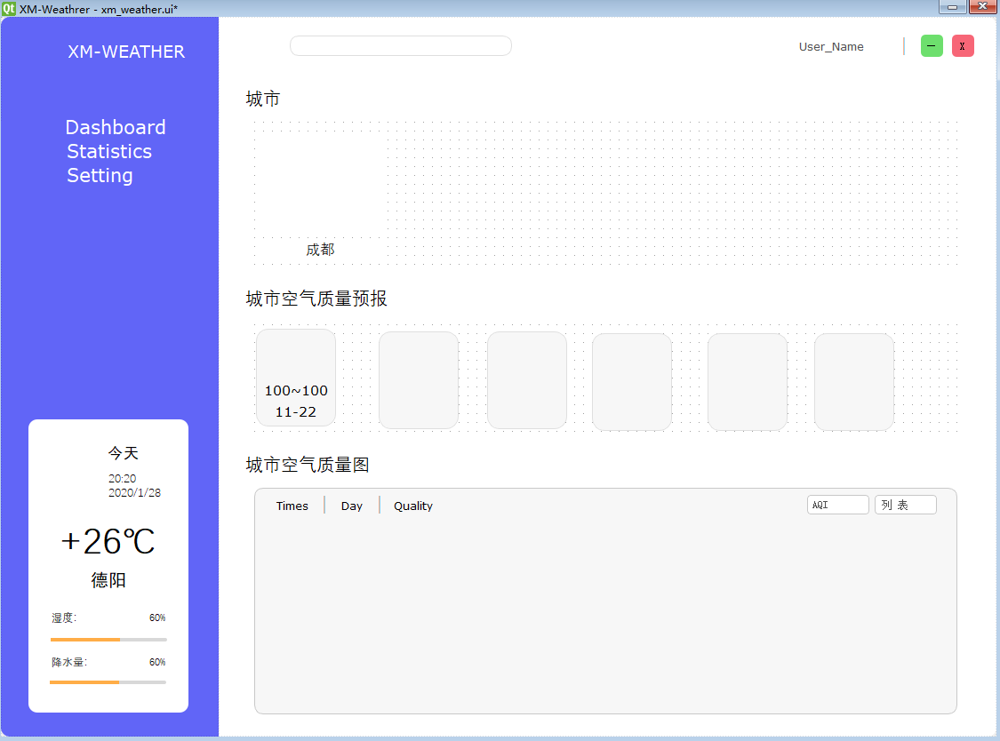 XM-Weathrer - xm_weather.ui*
XM-WEATHER
User_Name
—
X
Dashboard
Statistics
Setting
城市
成都
城市空气质量预报
100~100
11-22
城市空气质量图
Times
Day
Quality
AQI
列 表
今天
20:20
2020/1/28
+26℃
德阳
湿度: 60%
降水量: 60%